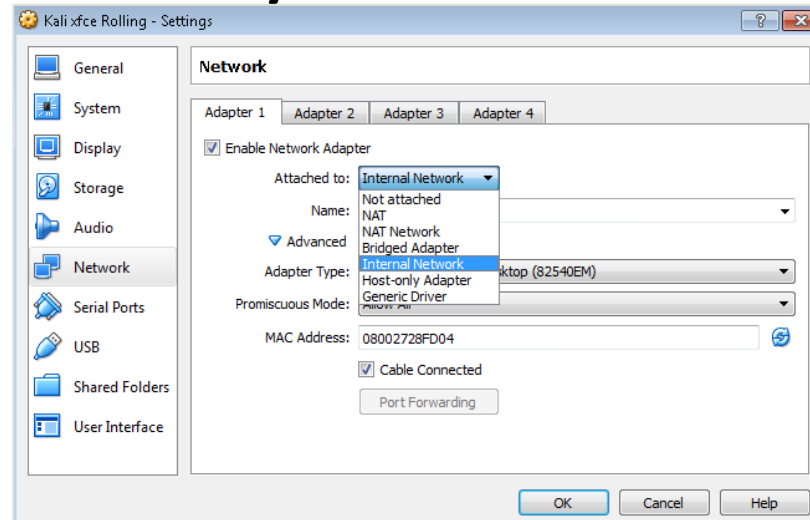 Kali xfce Rolling - Settings
General
System
Display
Storage
Audio
Network
Serial Ports
USB
Shared Folders
User Interface
Network
Adapter 1 Adapter 2 Adapter 3 Adapter 4
Enable Network Adapter
Attached to: Internal Network
Not attached
NAT
NAT Network
Bridged Adapter
Internal Network
Host-only Adapter
Generic Driver
Name:
Advanced
Adapter Type: (82540EM)
Promiscuous Mode: Allow All
MAC Address: 08002728FD04
Cable Connected
Port Forwarding
OK Cancel Help